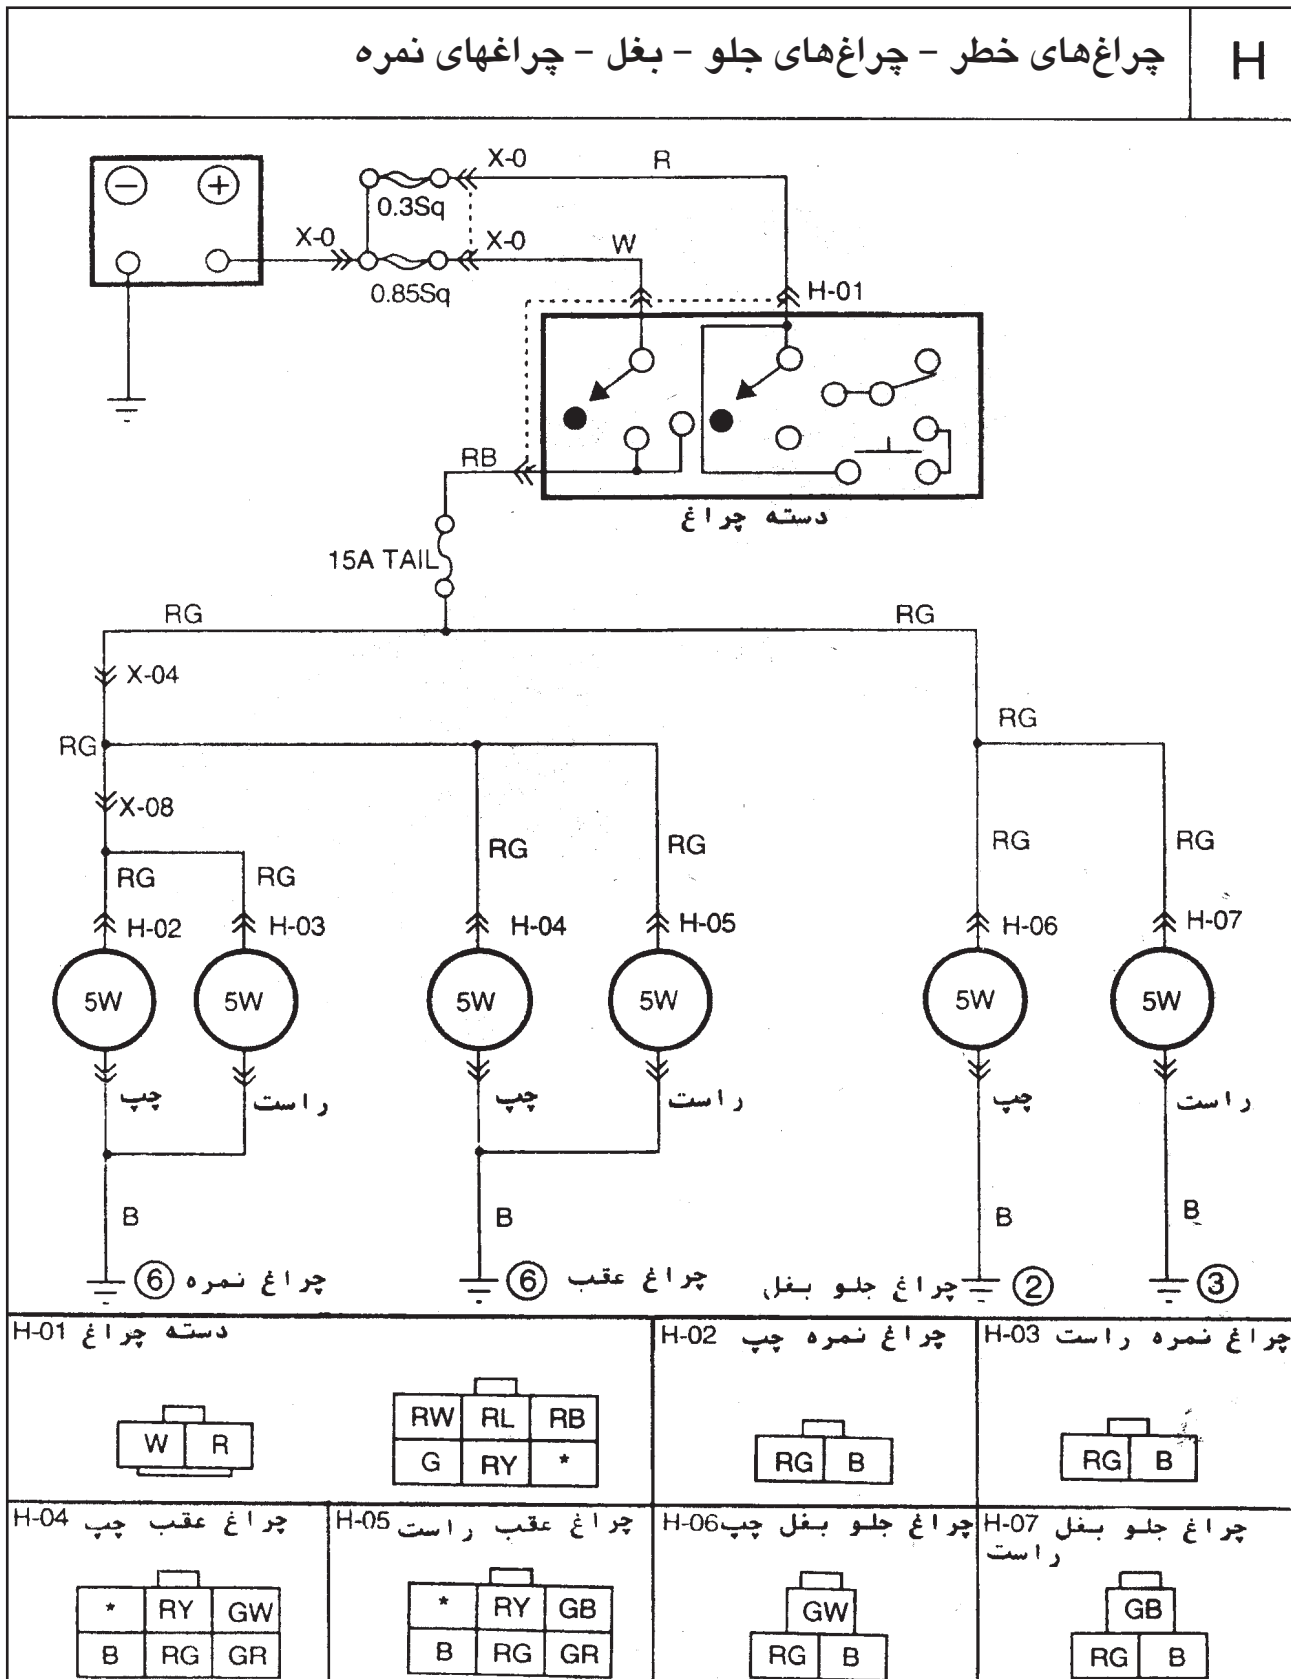 H
چراغ‌های خطر - چراغ‌های جلو - بغل - چراغهای نمره
X-0 R
0.3Sq
X-0 X-0 W
0.85Sq
H-01
RB
دسته چراغ
15A TAIL
RG RG
X-04
RG RG
X-08
RG RG RG RG
RG RG
H-02 H-03 H-04 H-05 H-06 H-07
5W 5W 5W 5W 5W 5W
چپ راست چپ راست چپ راست
B B B B
6 چراغ نمره 6 چراغ عقب چراغ جلو بغل 2 3
H-01 دسته چراغ
W R
RW RL RB
G RY *
H-02 چراغ نمره چپ
RG B
H-03 چراغ نمره راست
RG B
H-04 چراغ عقب چپ
* RY GW
B RG GR
H-05 چراغ عقب راست
* RY GB
B RG GR
H-06 چراغ جلو بغل چپ
GW
RG B
H-07 چراغ جلو بغل
راست
GB
RG B